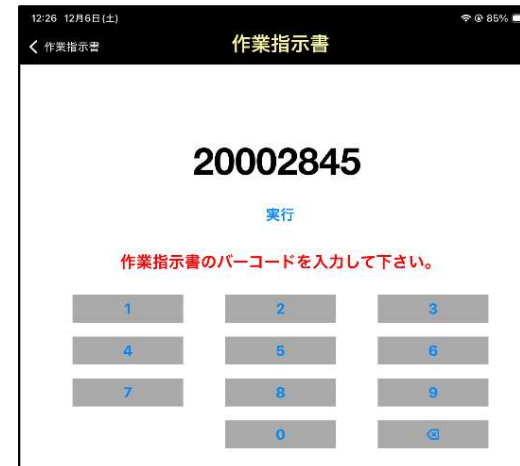 12:26 12月6日(土) 85%
作業指示書 作業指示書
20002845
実行
作業指示書のバーコードを入力して下さい。
1 2 3
4 5 6
7 8 9
0